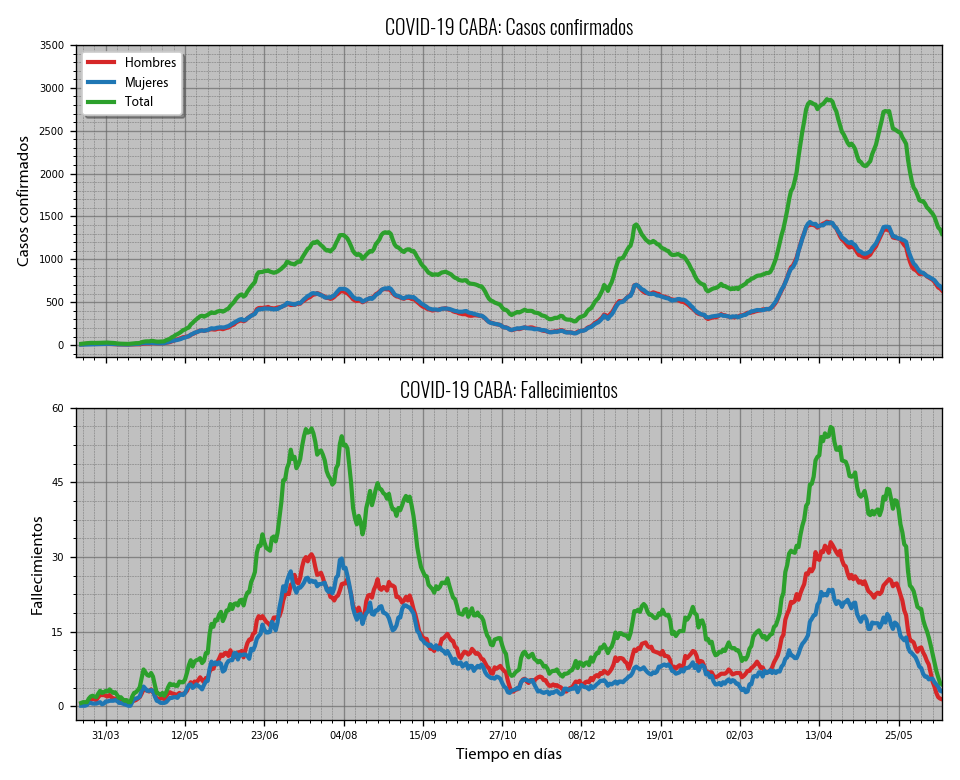 COVID-19 CABA: Casos confirmados
3500
3000
2500
2000
1500
1000
500
0
Casos confirmados
Hombres
Mujeres
Total
COVID-19 CABA: Fallecimientos
60
45
30
15
0
Fallecimientos
31/03 12/05 23/06 04/08 15/09 27/10 08/12 19/01 02/03 13/04 25/05
Tiempo en días